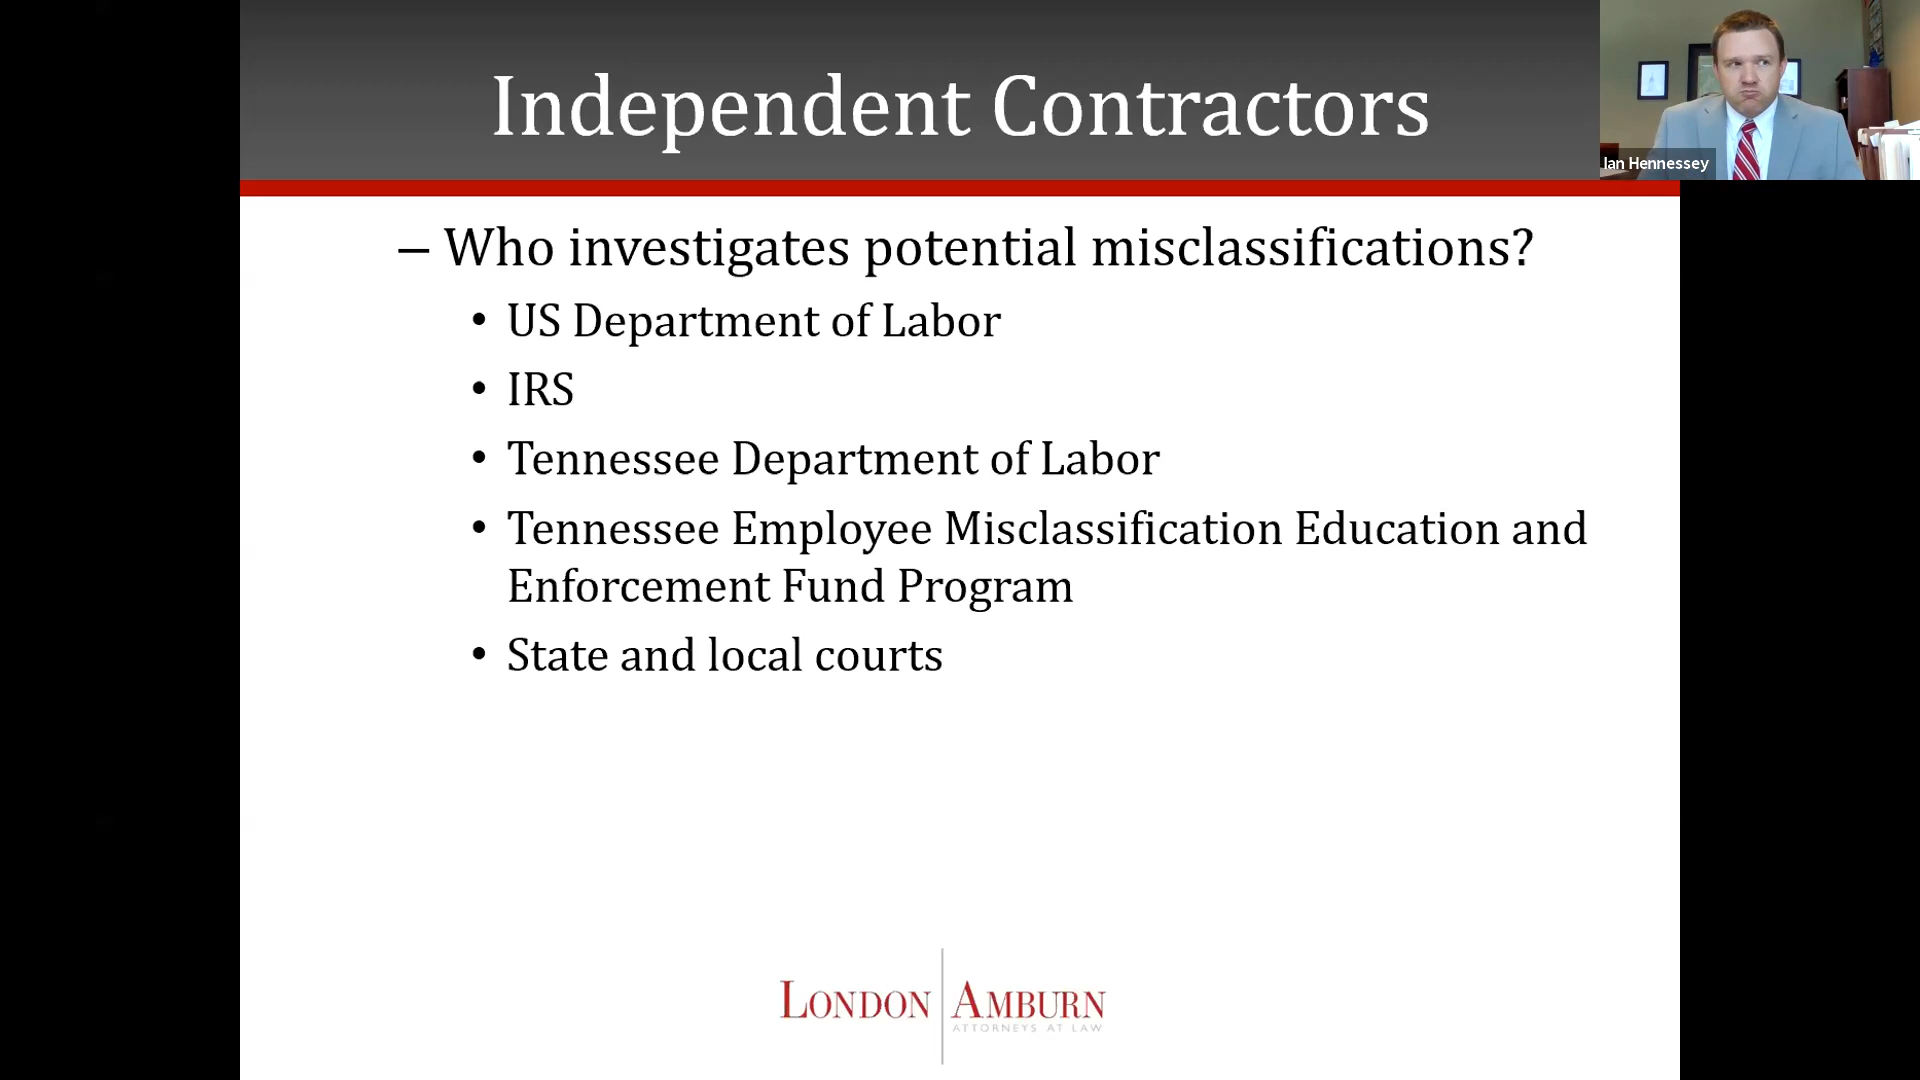 Independent Contractors
Ian Hennessey
– Who investigates potential misclassifications?
• US Department of Labor
• IRS
• Tennessee Department of Labor
• Tennessee Employee Misclassification Education and
Enforcement Fund Program
• State and local courts
LONDON AMBURN
ATTORNEYS AT LAW